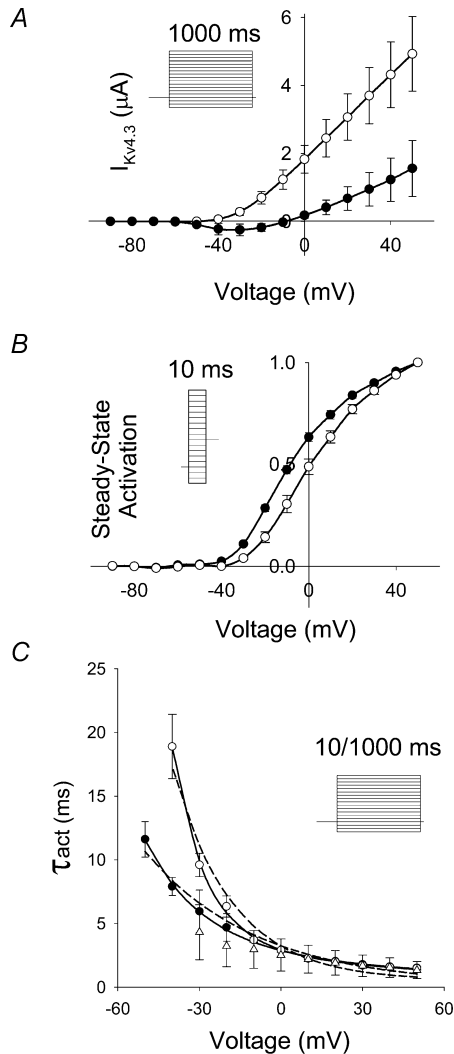 A
1000 ms
I Kv4.3 (μA)
6
4
2
0
-80
-40
0
40
Voltage (mV)
B
10 ms
Steady-State
Activation
1.0
0.5
0.0
-80
-40
0
40
Voltage (mV)
C
10/1000 ms
τact (ms)
25
20
15
10
5
0
-60
-30
0
30
60
Voltage (mV)